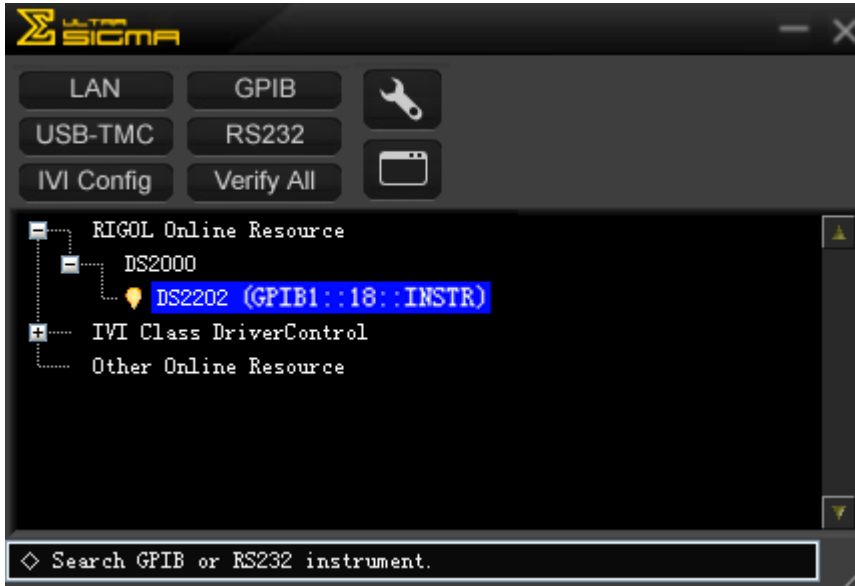 ULTRA
SIGMA
LAN GPIB
USB-TMC RS232
IVI Config Verify All
RIGOL Online Resource
DS2000
DS2202 (GPIB1::18::INSTR)
IVI Class DriverControl
Other Online Resource
◇ Search GPIB or RS232 instrument.